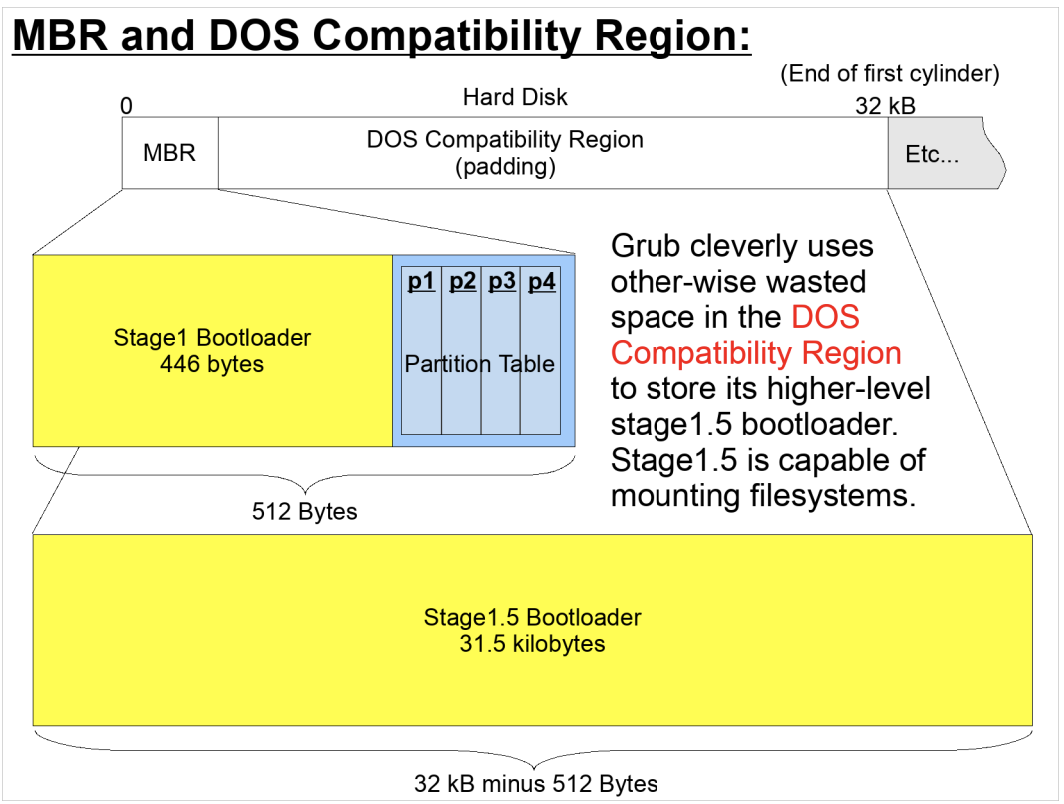 MBR and DOS Compatibility Region:
(End of first cylinder)
0
Hard Disk
32 kB
MBR
DOS Compatibility Region
(padding)
Etc...
Grub cleverly uses
other-wise wasted
space in the DOS
Compatibility Region
to store its higher-level
stage1.5 bootloader.
Stage1.5 is capable of
mounting filesystems.
p1 p2 p3 p4
Stage1 Bootloader
446 bytes
Partition Table
512 Bytes
Stage1.5 Bootloader
31.5 kilobytes
32 kB minus 512 Bytes